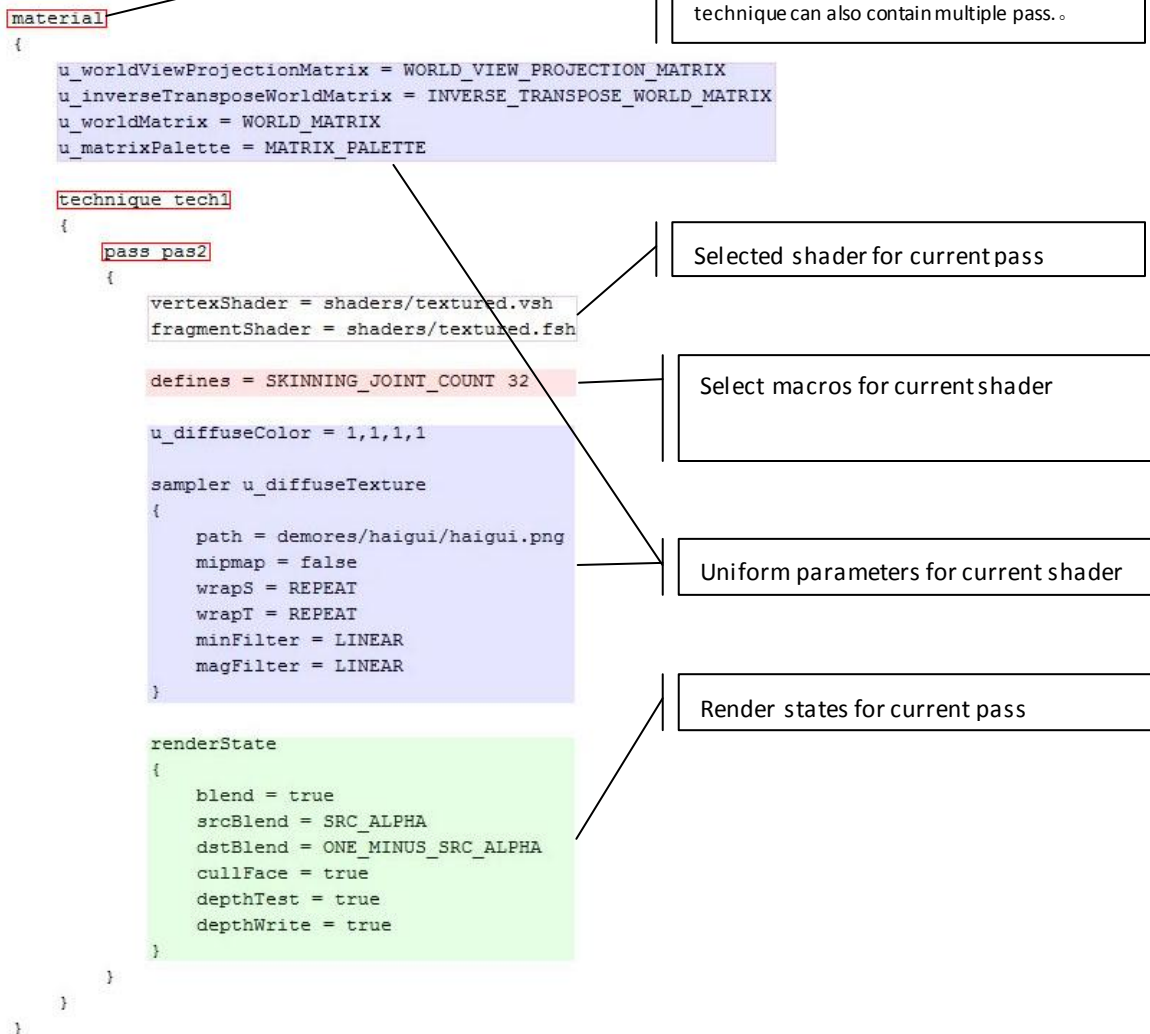 technique can also contain multiple pass.。
material
{
u_worldViewProjectionMatrix = WORLD_VIEW_PROJECTION_MATRIX
u_inverseTransposeWorldMatrix = INVERSE_TRANSPOSE_WORLD_MATRIX
u_worldMatrix = WORLD_MATRIX
u_matrixPalette = MATRIX_PALETTE
technique tech1
{
pass pas2
{
Selected shader for current pass
vertexShader = shaders/textured.vsh
fragmentShader = shaders/textured.fsh
defines = SKINNING_JOINT_COUNT 32
Select macros for current shader
u_diffuseColor = 1,1,1,1
sampler u_diffuseTexture
{
path = demores/haigui/haigui.png
mipmap = false
wrapS = REPEAT
wrapT = REPEAT
minFilter = LINEAR
magFilter = LINEAR
}
Uniform parameters for current shader
Render states for current pass
renderState
{
blend = true
srcBlend = SRC_ALPHA
dstBlend = ONE_MINUS_SRC_ALPHA
cullFace = true
depthTest = true
depthWrite = true
}
}
}
}